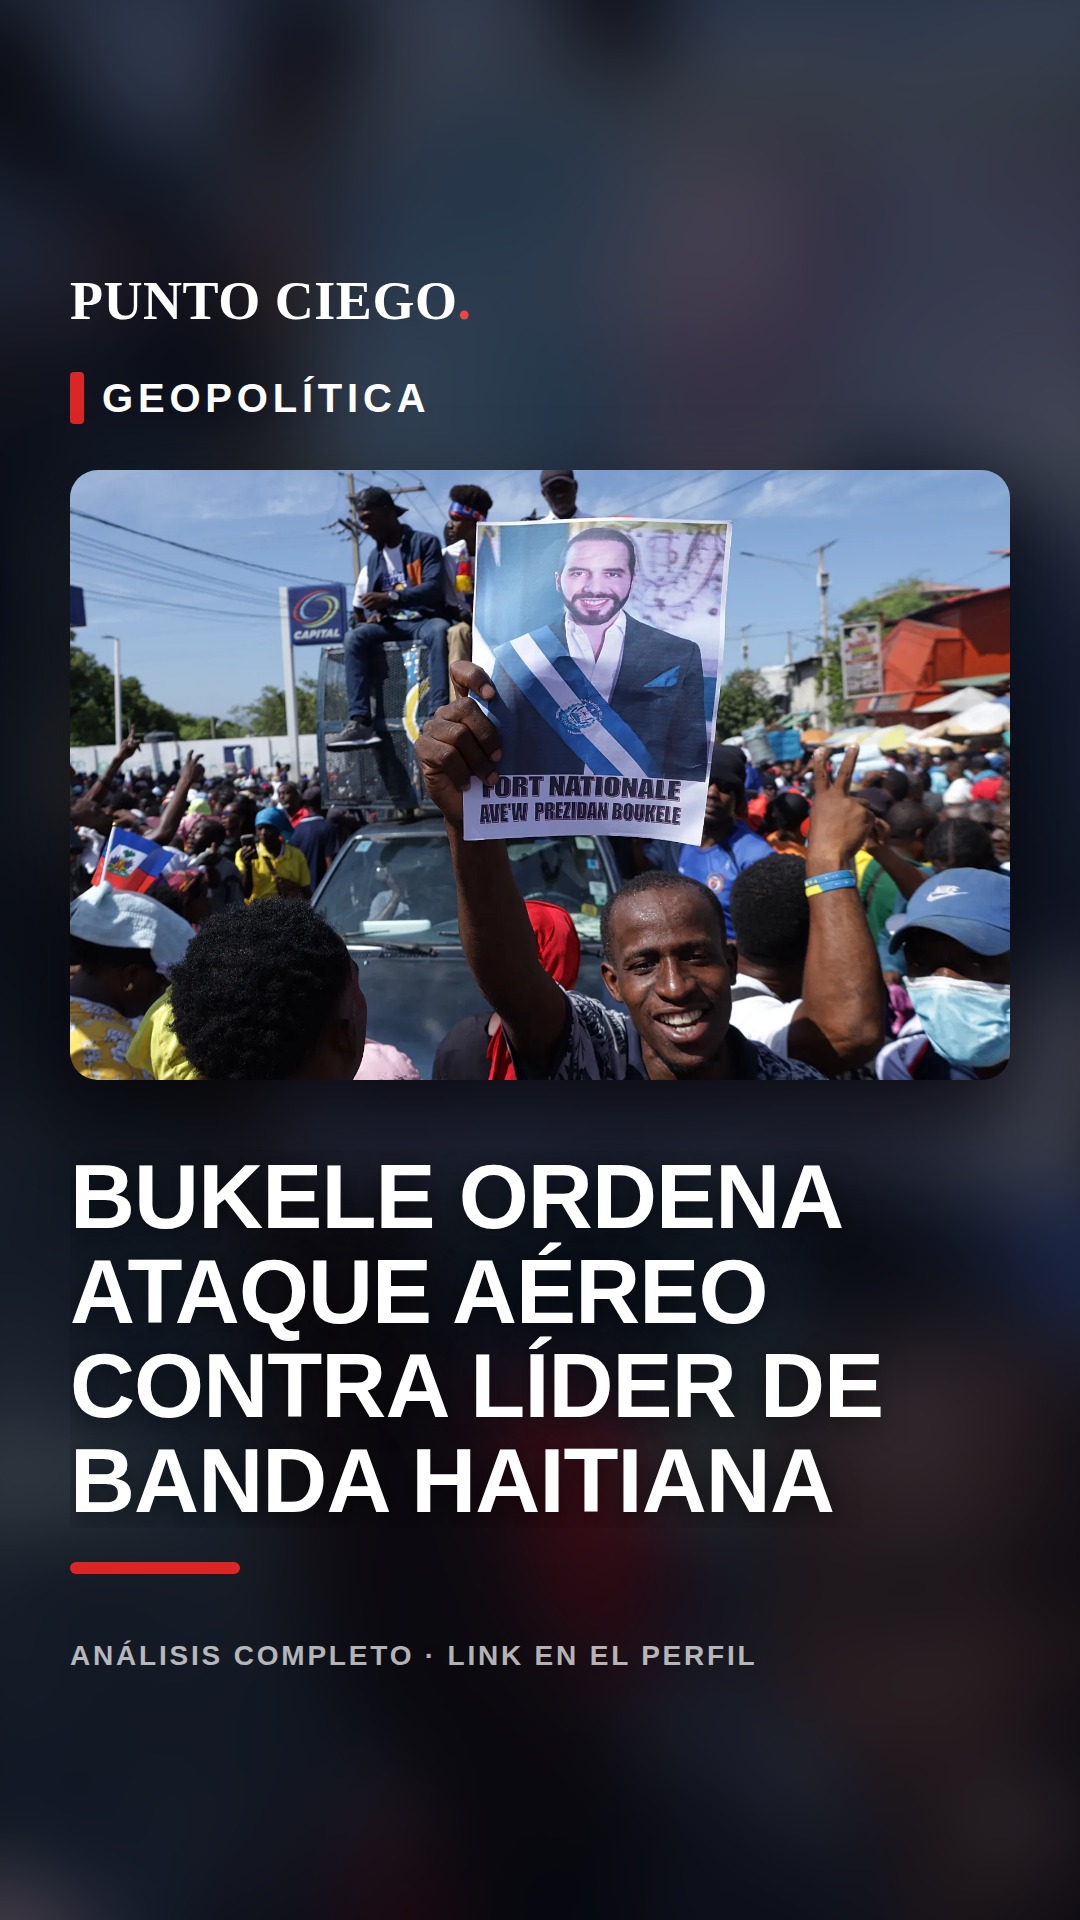 PUNTO CIEGO.
GEOPOLÍTICA
CAPITAL
FORT NATIONALE
AVE'W PREZIDAN BOUKELE
BUKELE ORDENA
ATAQUE AÉREO
CONTRA LÍDER DE
BANDA HAITIANA
ANÁLISIS COMPLETO · LINK EN EL PERFIL